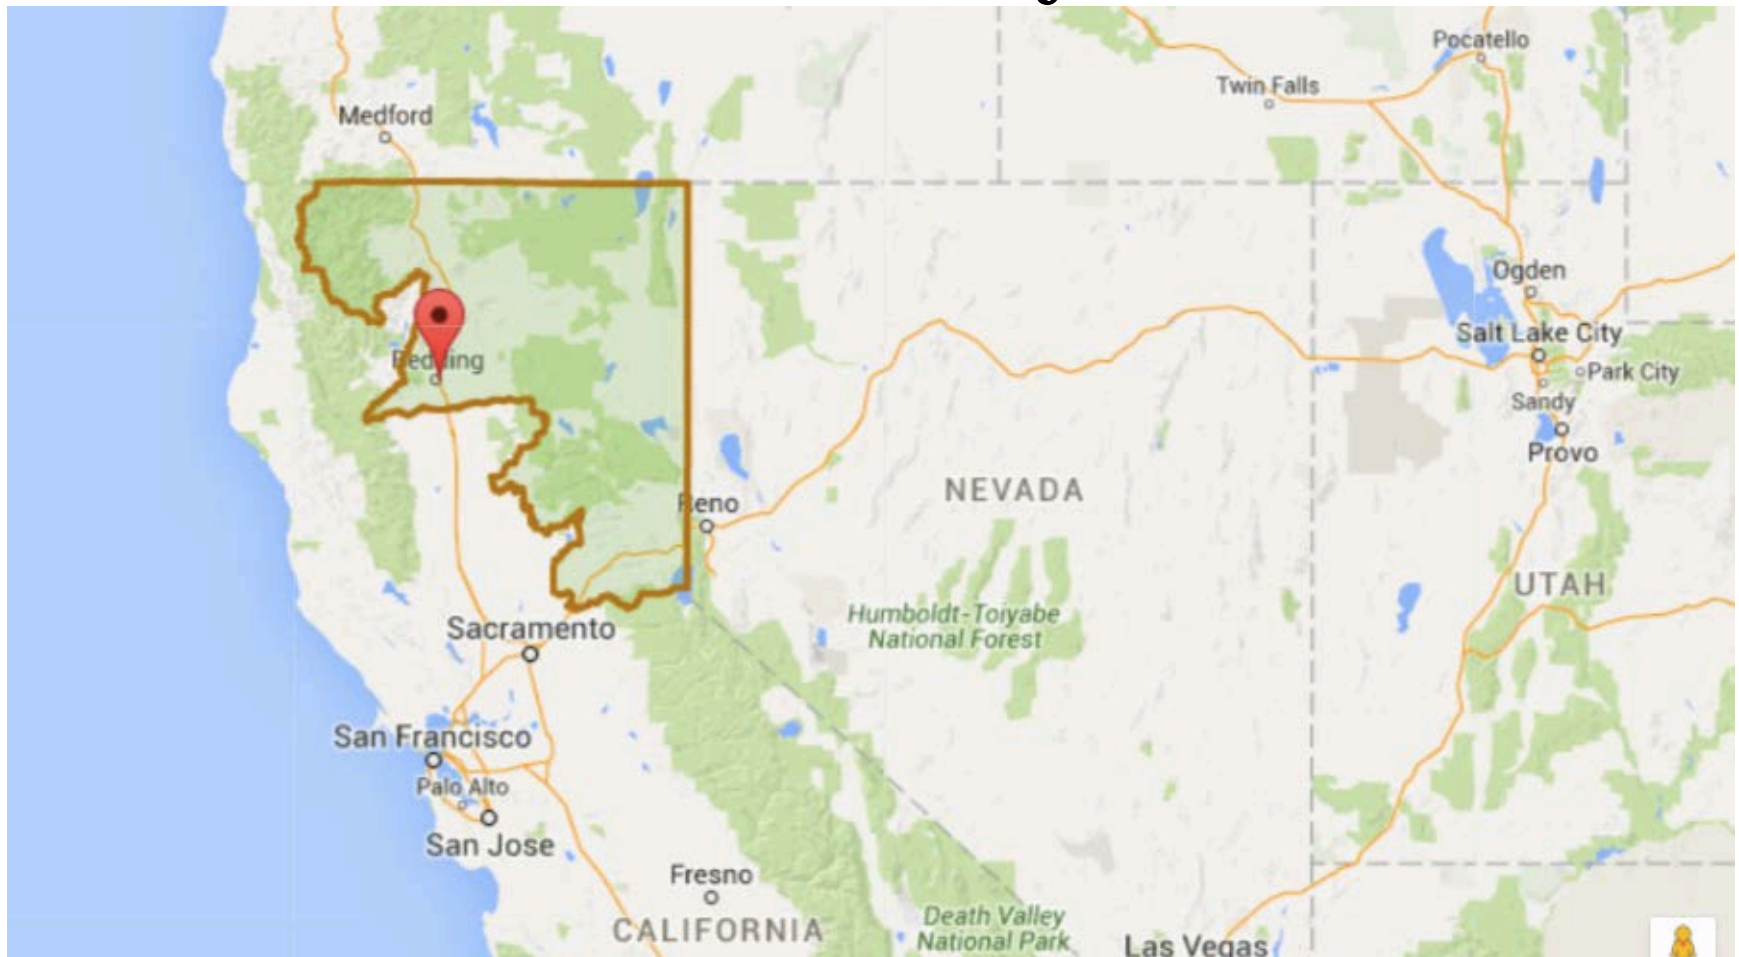 Pocatello
Twin Falls
Medford
Ogden
Salt Lake City
Redding
Park City
Sandy
Provo
NEVADA
Reno
UTAH
Humboldt-Toiyabe
National Forest
Sacramento
San Francisco
Palo Alto
San Jose
Fresno
CALIFORNIA
Death Valley
National Park
Las Vegas